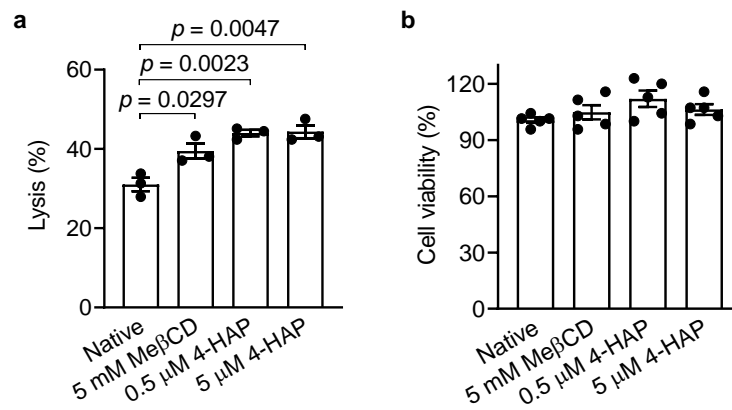 a
p = 0.0047
p = 0.0023
p = 0.0297
60
40
20
0
Lysis (%)
Native
5 mM MeβCD
0.5 μM 4-HAP
5 μM 4-HAP
b
120
90
60
30
0
Cell viability (%)
Native
5 mM MeβCD
0.5 μM 4-HAP
5 μM 4-HAP